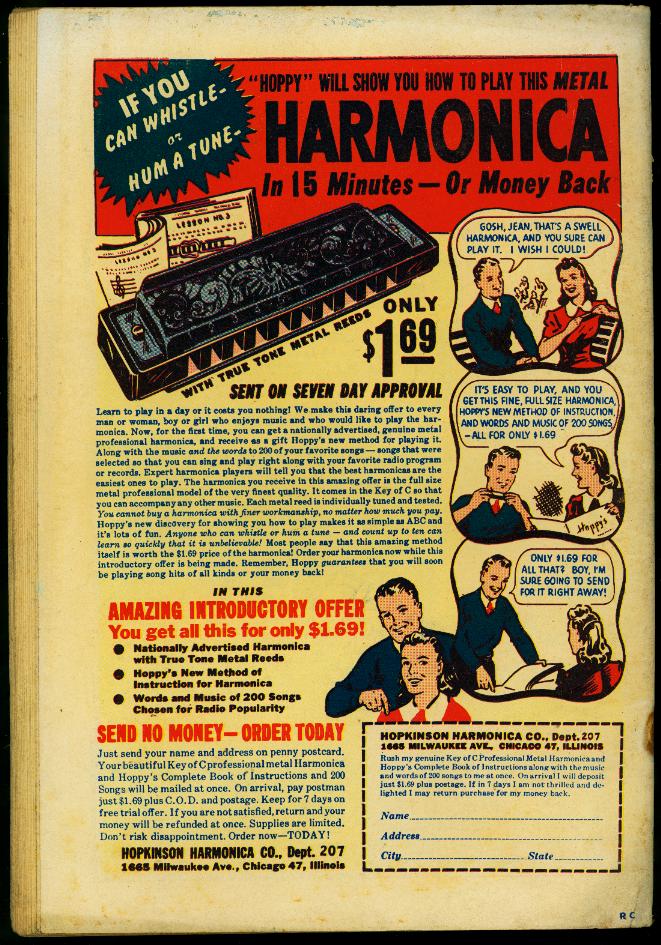 IF YOU
CAN WHISTLE-
or
HUM A TUNE-
"HOPPY" WILL SHOW YOU HOW TO PLAY THIS METAL
HARMONICA
In 15 Minutes — Or Money Back
LESSON NO. 3
GOSH, JEAN, THAT'S A SWELL
HARMONICA, AND YOU SURE CAN
PLAY IT. I WISH I COULD!
ONLY
$1.69
WITH TRUE TONE METAL REEDS
SENT ON SEVEN DAY APPROVAL
Learn to play in a day or it costs you nothing! We make this daring offer to every
man or woman, boy or girl who enjoys music and who would like to play the har-
monica. Now, for the first time, you can get a nationally advertised, genuine metal
professional harmonica, and receive as a gift Hoppy's new method for playing it.
Along with the music and the words to 200 of your favorite songs — songs that were
selected so that you can sing and play right along with your favorite radio program
or records. Expert harmonica players will tell you that the best harmonicas are the
easiest ones to play. The harmonica you receive in this amazing offer is the full size
metal professional model of the very finest quality. It comes in the Key of C so that
you can accompany any other music. Each metal reed is individually tuned and tested.
You cannot buy a harmonica with finer workmanship, no matter how much you pay.
Hoppy's new discovery for showing you how to play makes it as simple as ABC and
it's lots of fun. Anyone who can whistle or hum a tune — and count up to ten can
learn so quickly that it is unbelievable! Most people say that this amazing method
itself is worth the $1.69 price of the harmonica! Order your harmonica now while this
introductory offer is being made. Remember, Hoppy guarantees that you will soon
be playing song hits of all kinds or your money back!
IT'S EASY TO PLAY, AND YOU
GET THIS FINE, FULL SIZE HARMONICA,
HOPPY'S NEW METHOD OF INSTRUCTION,
AND WORDS AND MUSIC OF 200 SONGS,
-ALL FOR ONLY $1.69
Hoppy's
ONLY $1.69 FOR
ALL THAT? BOY, I'M
SURE GOING TO SEND
FOR IT RIGHT AWAY!
IN THIS
AMAZING INTRODUCTORY OFFER
You get all this for only $1.69!
● Nationally Advertised Harmonica
with True Tone Metal Reeds
● Hoppy's New Method of
Instruction for Harmonica
● Words and Music of 200 Songs
Chosen for Radio Popularity
SEND NO MONEY—ORDER TODAY
Just send your name and address on penny postcard.
Your beautiful Key of C professional metal Harmonica
and Hoppy's Complete Book of Instructions and 200
Songs will be mailed at once. On arrival, pay postman
just $1.69 plus C.O.D. and postage. Keep for 7 days on
free trial offer. If you are not satisfied, return and your
money will be refunded at once. Supplies are limited.
Don't risk disappointment. Order now—TODAY!
HOPKINSON HARMONICA CO., Dept. 207
1665 Milwaukee Ave., Chicago 47, Illinois
HOPKINSON HARMONICA CO., Dept. 207
1665 MILWAUKEE AVE., CHICAGO 47, ILLINOIS
Rush my genuine Key of C Professional Metal Harmonica and
Hoppy's Complete Book of Instructions along with the music
and words of 200 songs to me at once. On arrival I will deposit
just $1.69 plus postage. If in 7 days I am not thrilled and de-
lighted I may return purchase for my money back.
Name
Address
City State
R C